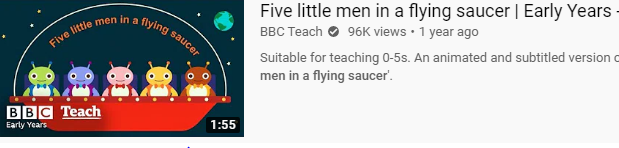 Five little men in a flying saucer
BBC Teach
Early Years
1:55
Five little men in a flying saucer | Early Years -
BBC Teach 96K views • 1 year ago
Suitable for teaching 0-5s. An animated and subtitled version
men in a flying saucer'.